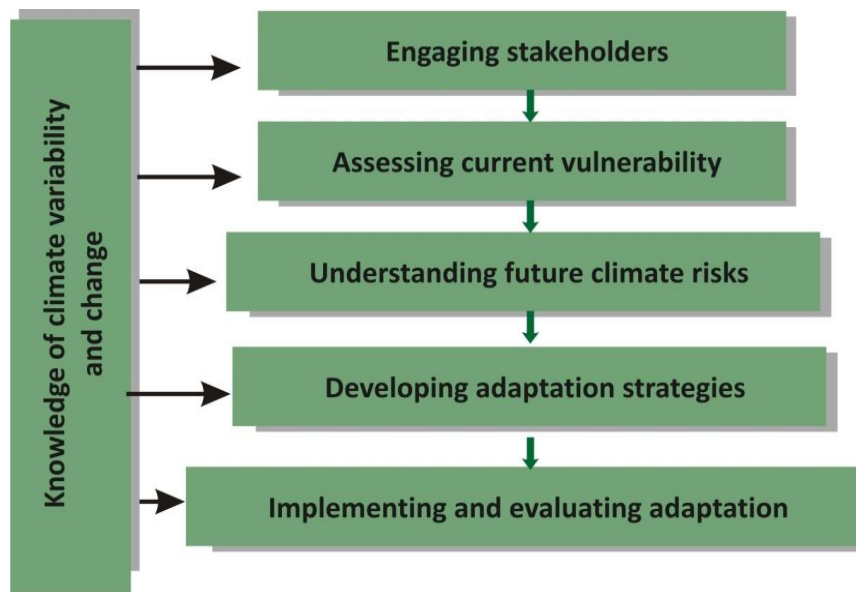 Knowledge of climate variability
and change
Engaging stakeholders
Assessing current vulnerability
Understanding future climate risks
Developing adaptation strategies
Implementing and evaluating adaptation